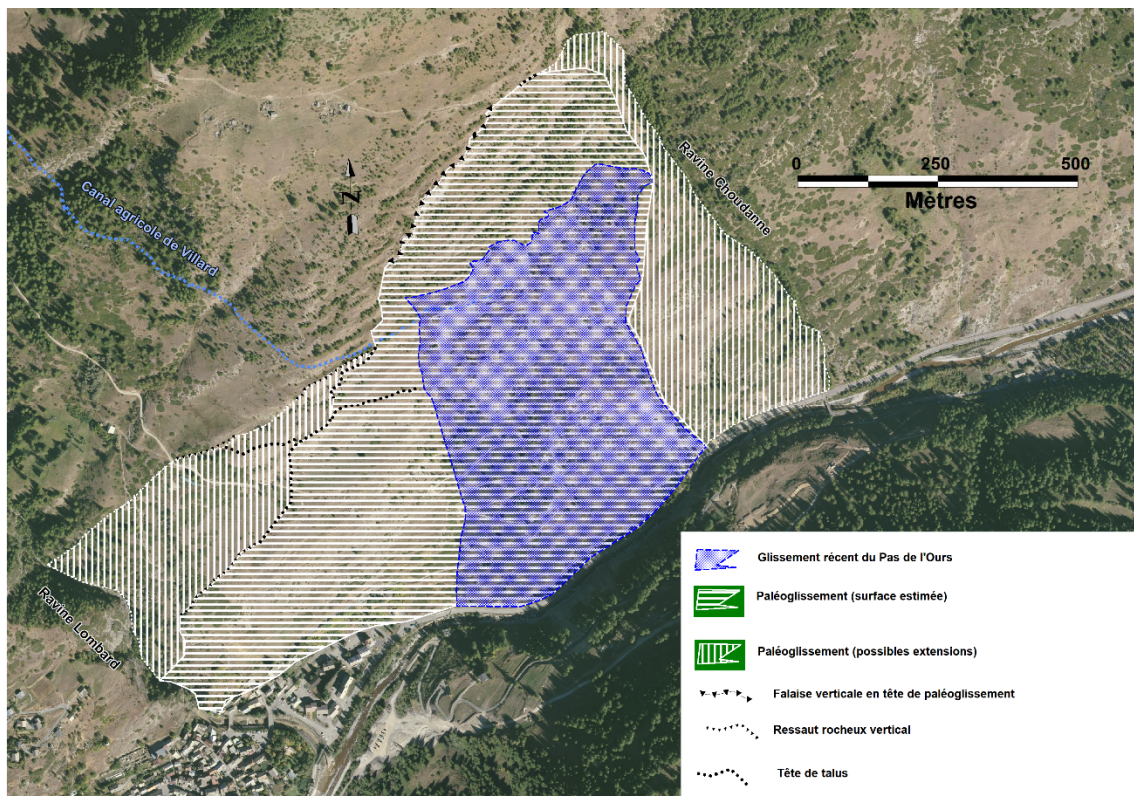 Ravine Choudanne
0 250 500
Mètres
N
Canal agricole de Villard
Ravine Lombard
Glissement récent du Pas de l'Ours
Paléoglissement (surface estimée)
Paléoglissement (possibles extensions)
Falaise verticale en tête de paléoglissement
Ressaut rocheux vertical
Tête de talus